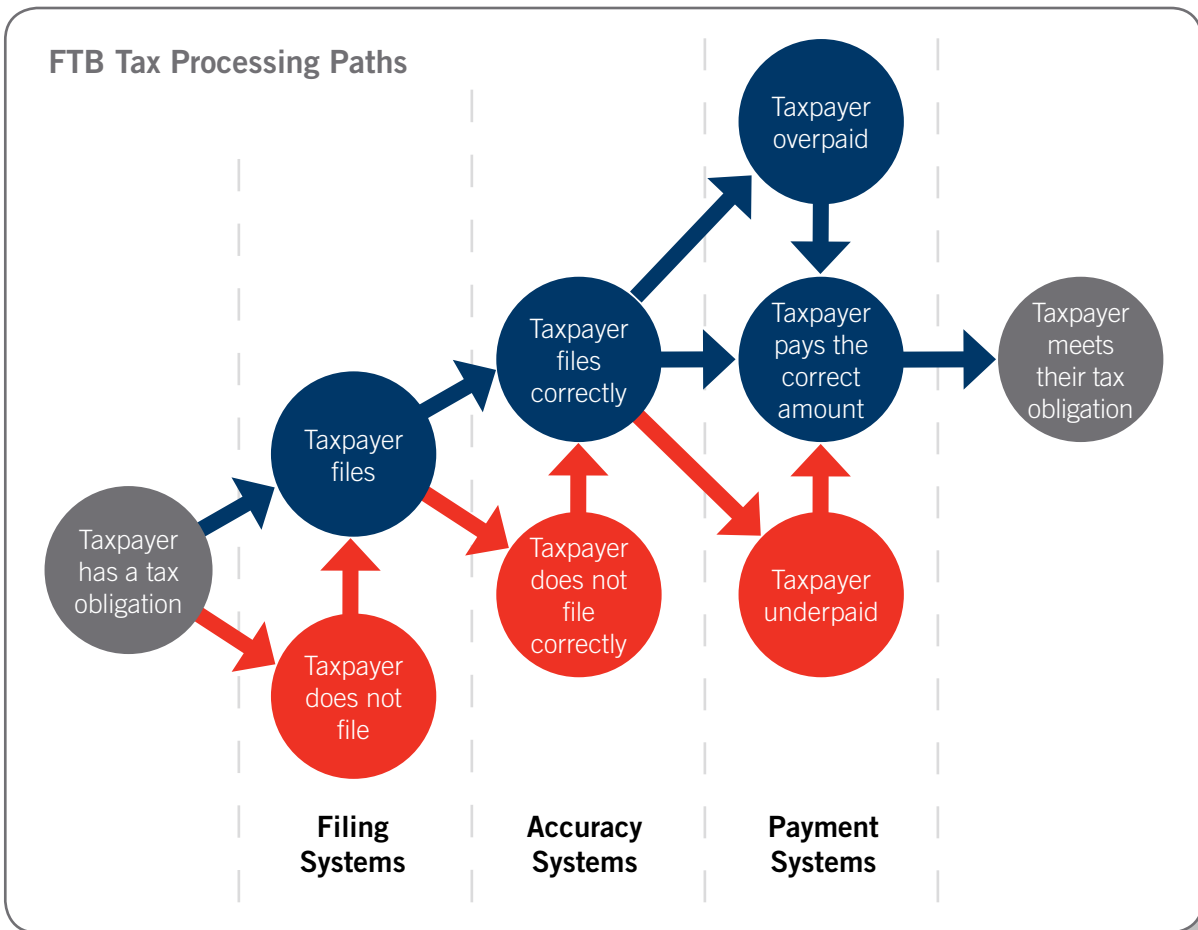 FTB Tax Processing Paths
Taxpayer
has a tax
obligation
Taxpayer
files
Taxpayer
does not
file
Filing
Systems
Taxpayer
files
correctly
Taxpayer
does not
file
correctly
Accuracy
Systems
Taxpayer
overpaid
Taxpayer
pays the
correct
amount
Taxpayer
underpaid
Payment
Systems
Taxpayer
meets
their tax
obligation